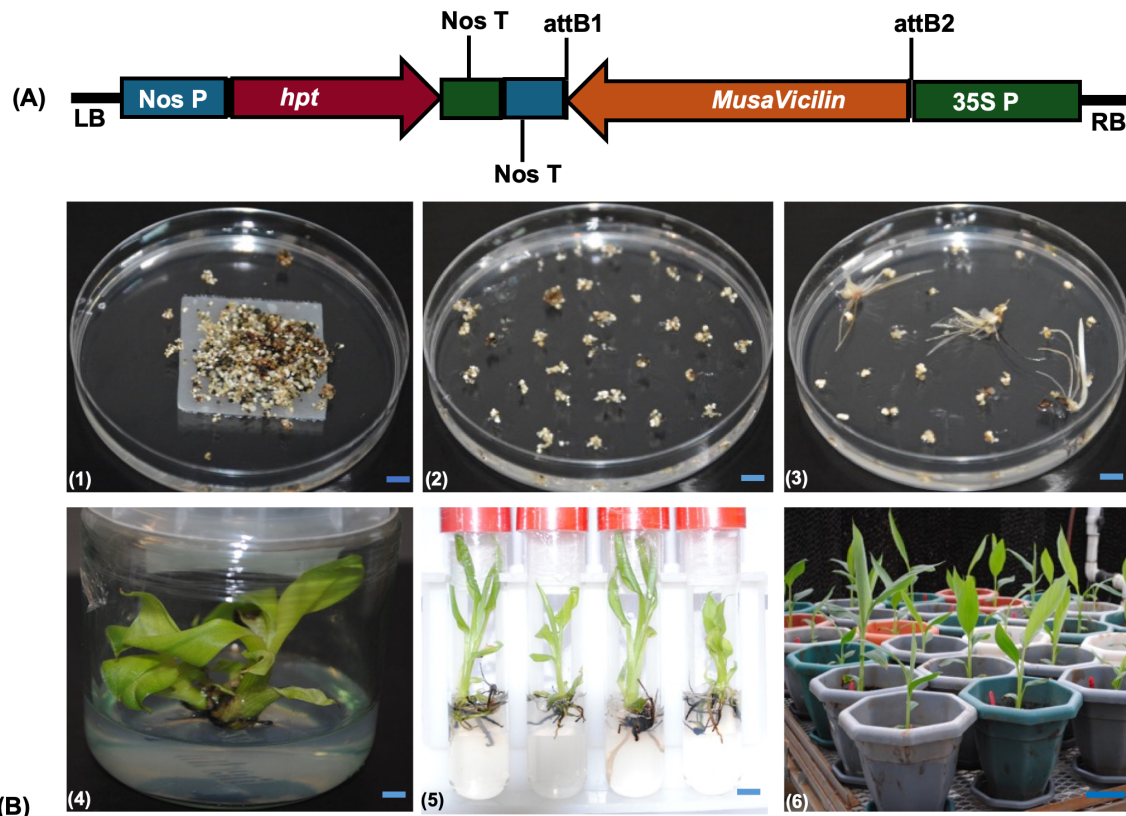 Nos T attB1 attB2
(A) Nos P hpt MusaVicilin 35S P
LB RB
Nos T
(1) (2) (3)
(4) (5) (6)
(B)